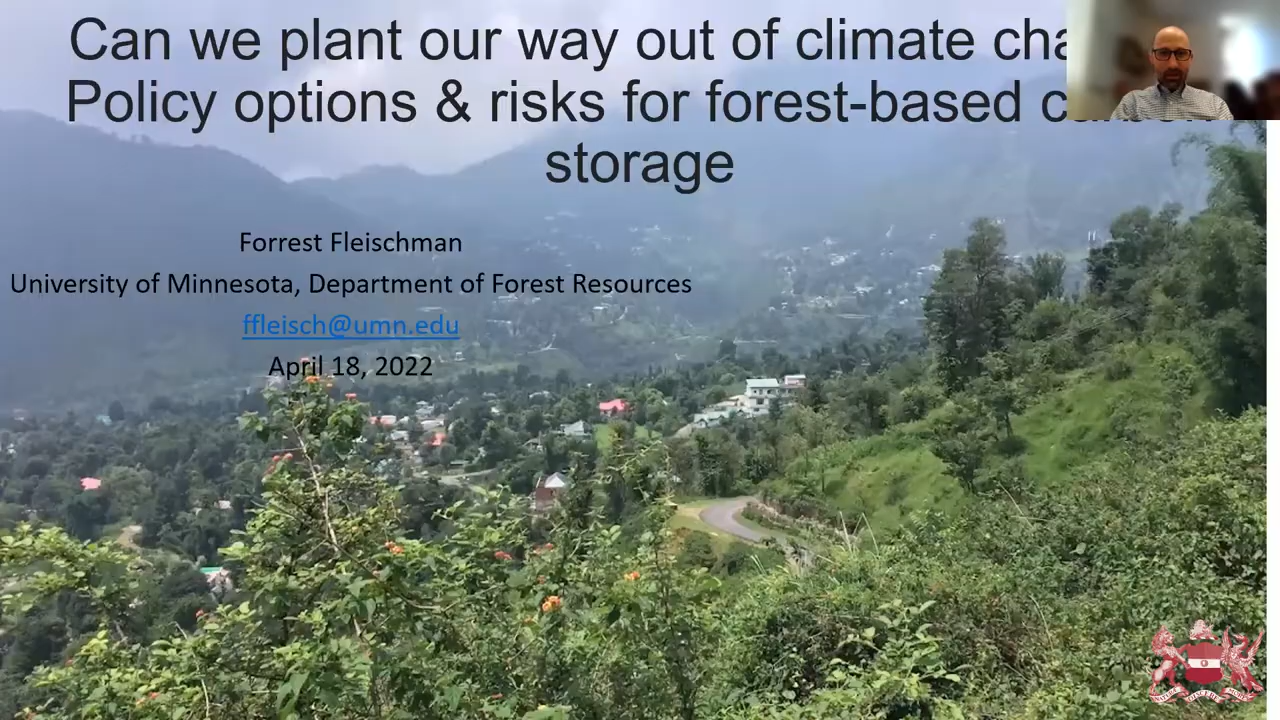 Can we plant our way out of climate cha
Policy options & risks for forest-based
storage
Forrest Fleischman
University of Minnesota, Department of Forest Resources
ffleisch@umn.edu
April 18, 2022